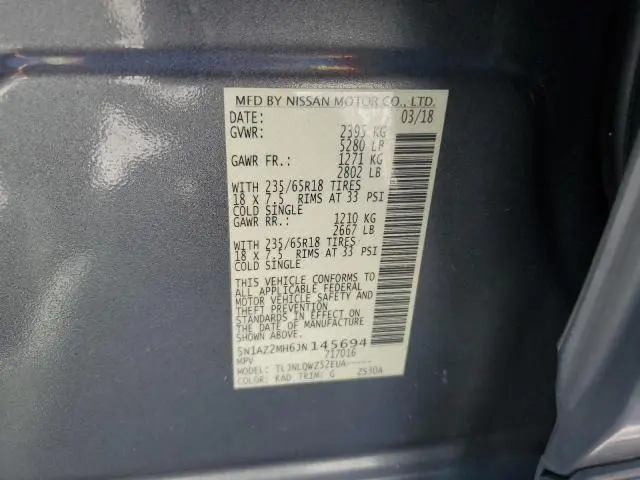 MFD BY NISSAN MOTOR CO., LTD.
DATE: 03/18
GVWR: 2395 KG
5280 LB
GAWR FR.: 1271 KG
2802 LB
WITH 235/65R18 TIRES
18 X 7.5 RIMS AT 33 PSI
COLD SINGLE
GAWR RR.: 1210 KG
2667 LB
WITH 235/65R18 TIRES
18 X 7.5 RIMS AT 33 PSI
COLD SINGLE
THIS VEHICLE CONFORMS TO
ALL APPLICABLE FEDERAL
MOTOR VEHICLE SAFETY AND
THEFT PREVENTION
STANDARDS IN EFFECT ON
THE DATE OF MANUFACTURE
SHOWN ABOVE.
5N1AZ2MH6JN145694
MPV 717016
MODEL: TLJNLQWZ52EUA-----
COLOR: KAD TRIM: G ZS30A